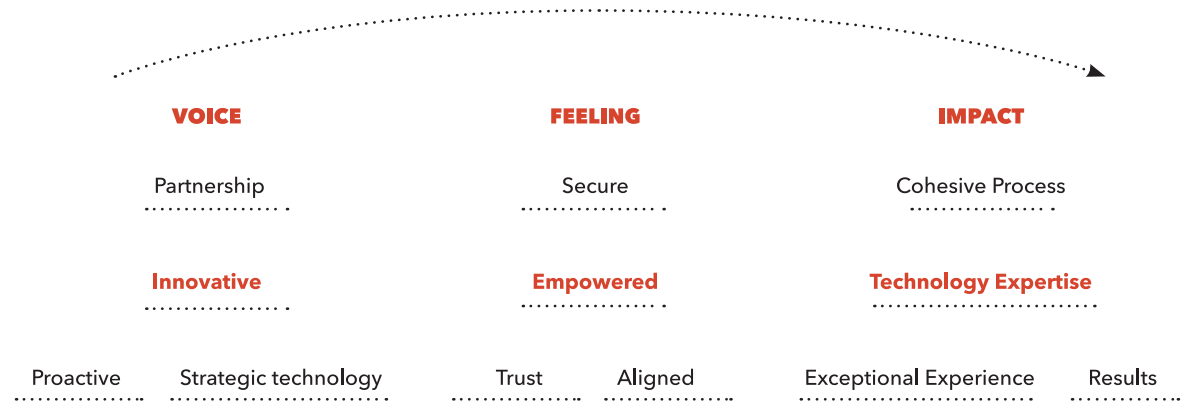 VOICE FEELING IMPACT
Partnership Secure Cohesive Process
Innovative Empowered Technology Expertise
Proactive Strategic technology Trust Aligned Exceptional Experience Results